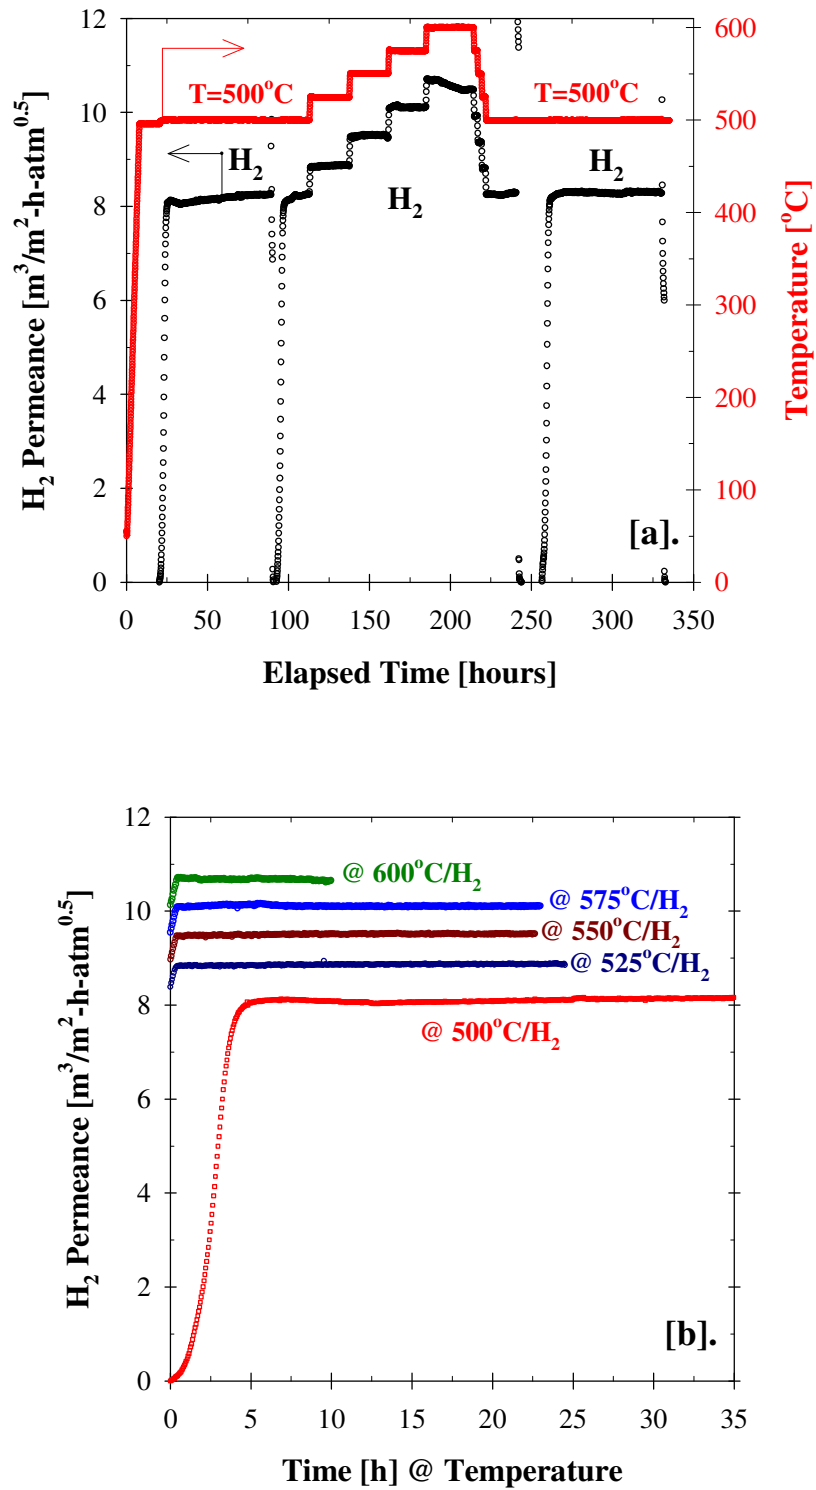 12
10
8
6
4
2
0
H2 Permeance [m3/m2-h-atm0.5]
600
500
400
300
200
100
0
Temperature [oC]
T=500oC
T=500oC
H2
H2
H2
[a].
0 50 100 150 200 250 300 350
Elapsed Time [hours]
12
10
8
6
4
2
0
H2 Permeance [m3/m2-h-atm0.5]
@ 600oC/H2
@ 575oC/H2
@ 550oC/H2
@ 525oC/H2
@ 500oC/H2
[b].
0 5 10 15 20 25 30 35
Time [h] @ Temperature